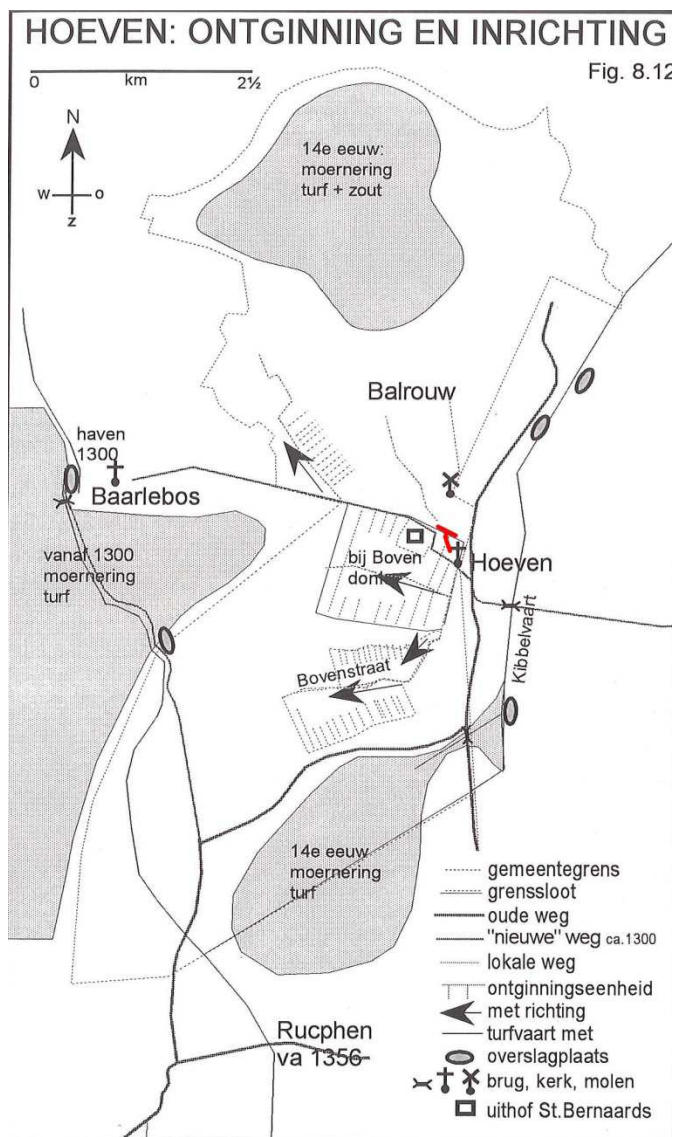 HOEVEN: ONTGINNING EN INRICHTING
0 km 2½
Fig. 8.12
N
w o
z
14e eeuw:
moernering
turf + zout
Balrouw
haven
1300
Baarlebos
vanaf 1300
moernering
turf
bij Boven
Hoeven
Kibbelvaart
Bovenstraat
14e eeuw
moernering
turf
Rucphen
va 1356
gemeentegrens
grenssloot
oude weg
"nieuwe" weg ca.1300
lokale weg
ontginningseenheid
met richting
turfvaart met
overslagplaats
brug, kerk, molen
uithof St.Bernaards